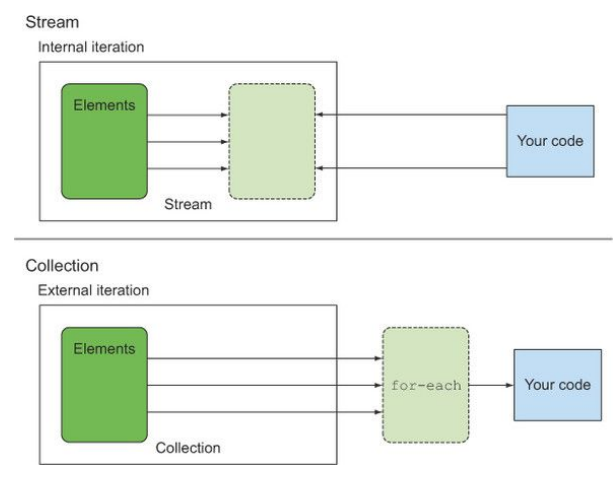 Stream
Internal iteration
Elements
Your code
Stream
Collection
External iteration
Elements
for-each
Your code
Collection